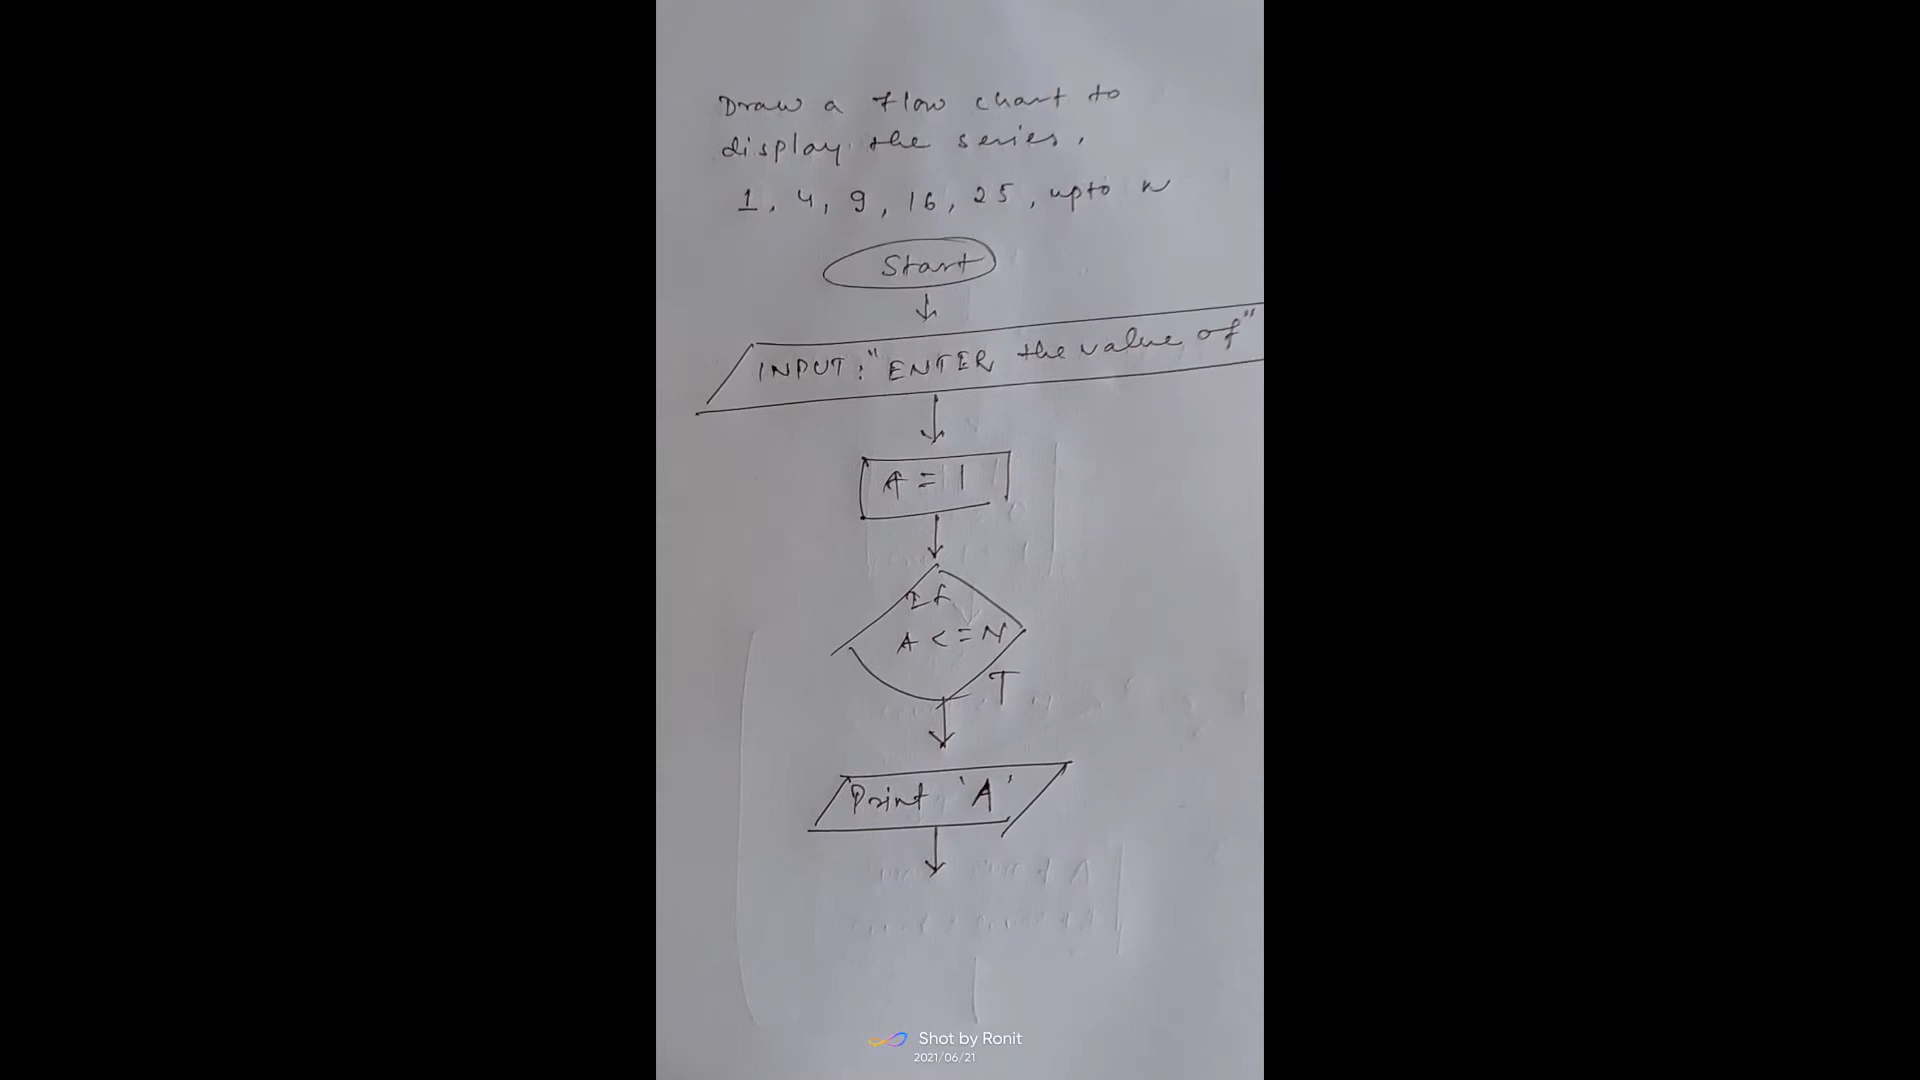 Draw a flow chart to
display the series,
1, 4, 9, 16, 25, upto N
Start
INPUT: "ENTER the value of"
A = 1
If
A <= N
T
Print 'A'
Shot by Ronit
2021/06/21